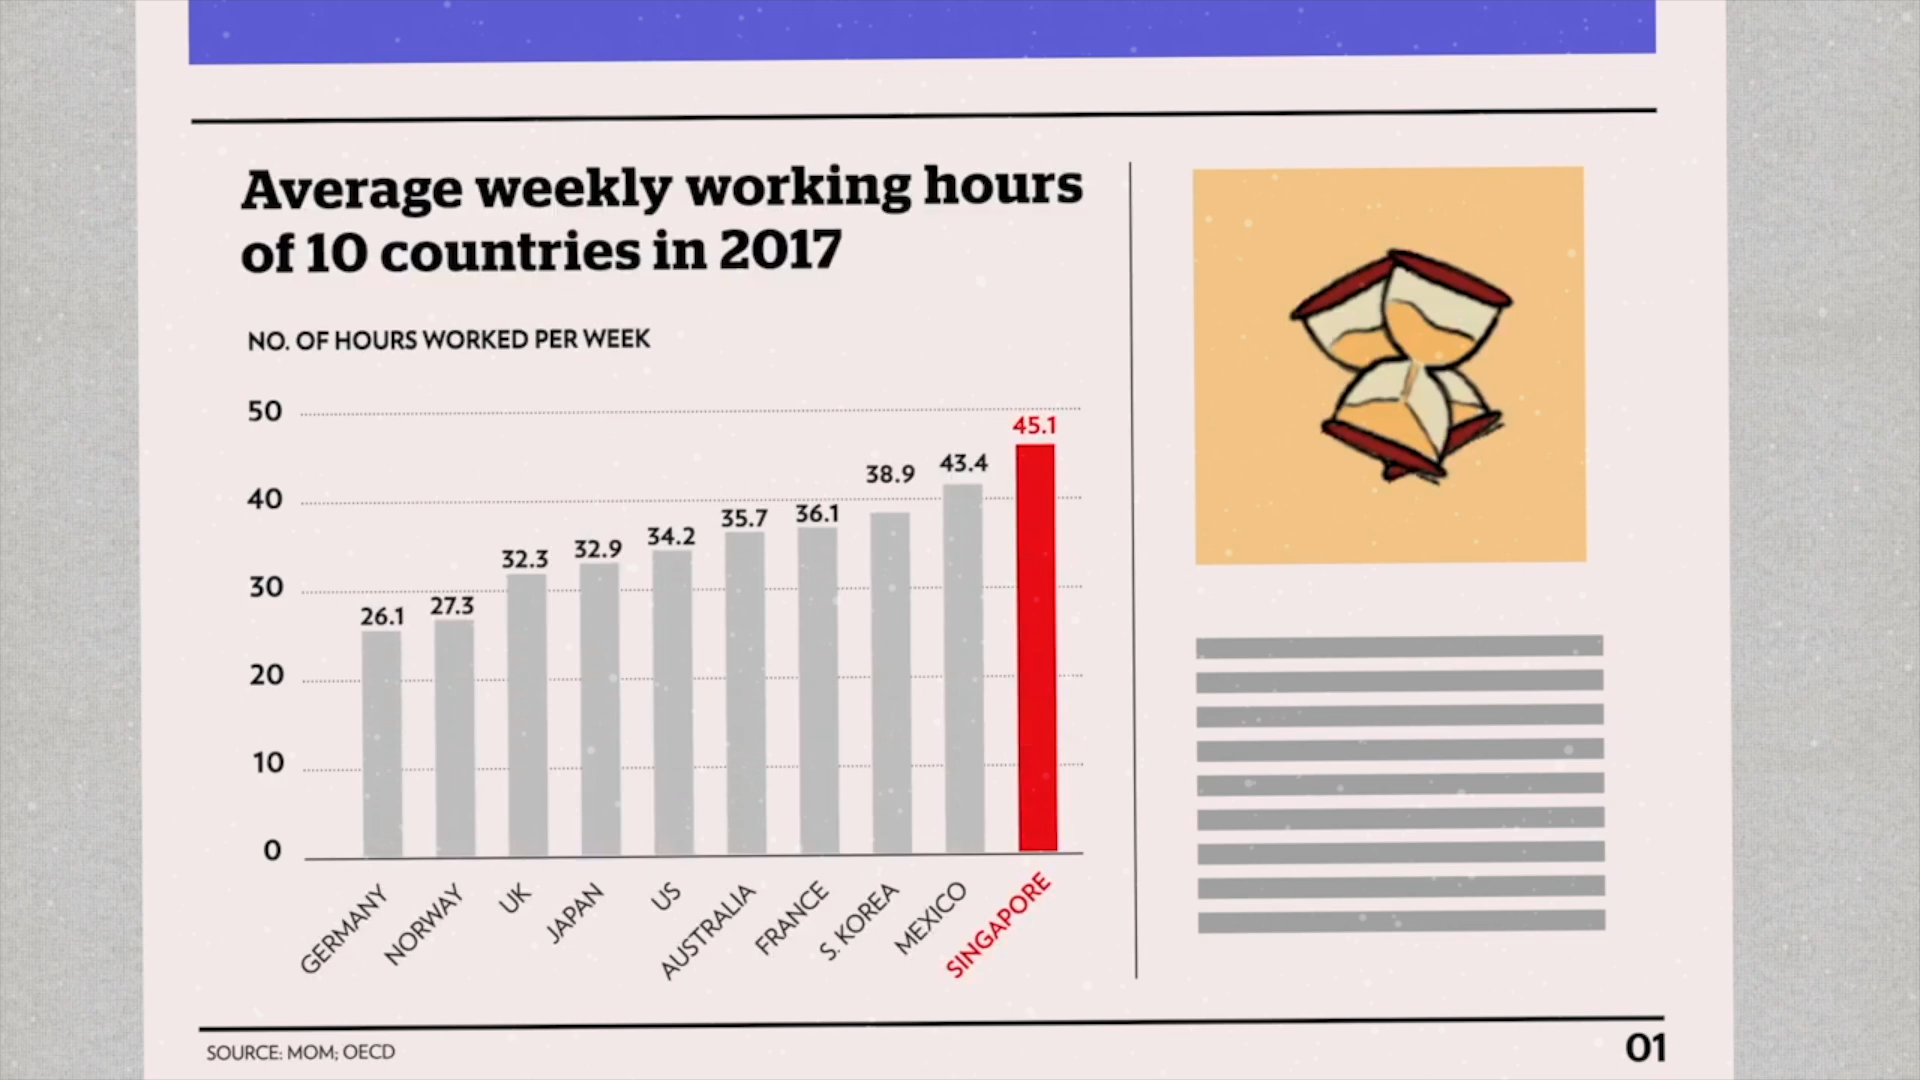 Average weekly working hours
of 10 countries in 2017
NO. OF HOURS WORKED PER WEEK
50
40
30
20
10
0
26.1
27.3
32.3
32.9
34.2
35.7
36.1
38.9
43.4
45.1
GERMANY
NORWAY
UK
JAPAN
US
AUSTRALIA
FRANCE
S. KOREA
MEXICO
SINGAPORE
SOURCE: MOM; OECD
01